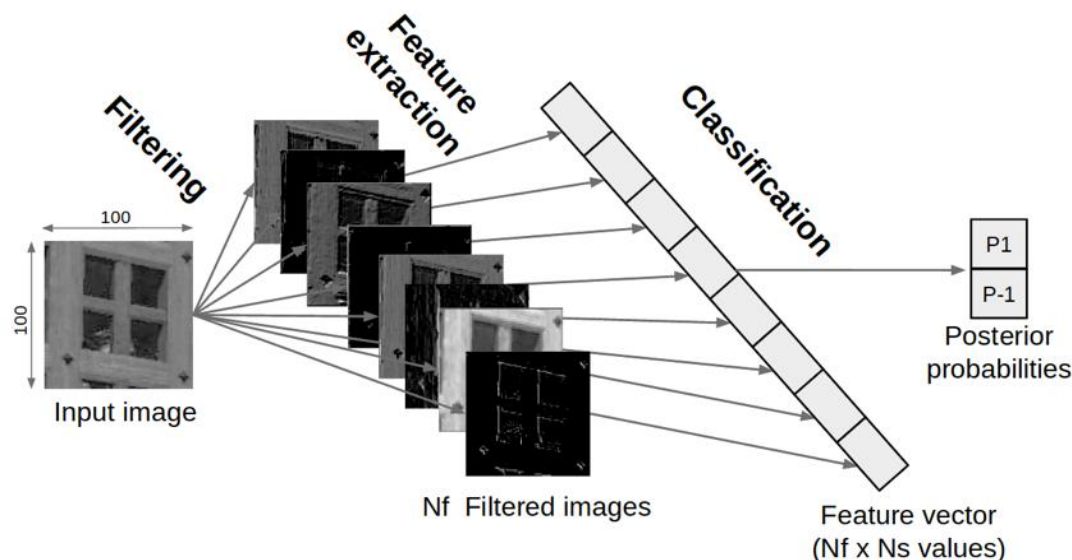 Filtering
Feature
extraction
Classification
100
100
Input image
Nf Filtered images
P1
P-1
Posterior
probabilities
Feature vector
(Nf x Ns values)